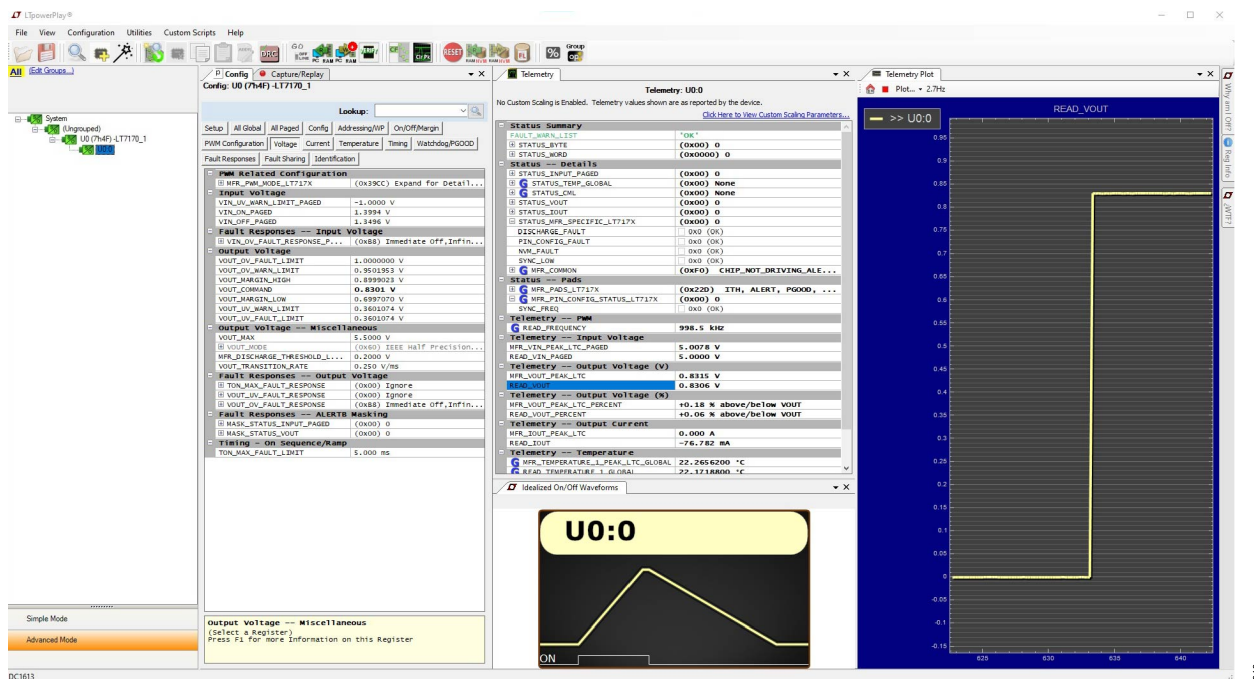 LTpowerPlay®
File View Configuration Utilities Custom Scripts Help
All (Edit Groups...)
System
(Ungrouped)
U0 (7'h4F) -LT7170_1
U0:0
Simple Mode
Advanced Mode
DC1613
Config Capture/Replay
Config: U0 (7'h4F) -LT7170_1
Lookup:
Setup All Global All Paged Config Addressing/WP On/Off/Margin
PWM Configuration Voltage Current Temperature Timing Watchdog/PGOOD
Fault Responses Fault Sharing Identification
PWM Related Configuration
MFR_PWM_MODE_LT717X (0x39CC) Expand for Detail...
Input Voltage
VIN_UV_WARN_LIMIT_PAGED -1.0000 V
VIN_ON_PAGED 1.3994 V
VIN_OFF_PAGED 1.3496 V
Fault Responses -- Input Voltage
VIN_OV_FAULT_RESPONSE_P... (0xB8) Immediate Off,Infin...
Output Voltage
VOUT_OV_FAULT_LIMIT 1.0000000 V
VOUT_OV_WARN_LIMIT 0.9501953 V
VOUT_MARGIN_HIGH 0.8999023 V
VOUT_COMMAND 0.8301 V
VOUT_MARGIN_LOW 0.6997070 V
VOUT_UV_WARN_LIMIT 0.3601074 V
VOUT_UV_FAULT_LIMIT 0.3601074 V
Output Voltage -- Miscellaneous
VOUT_MAX 5.5000 V
VOUT_MODE (0x60) IEEE Half Precision...
MFR_DISCHARGE_THRESHOLD_L... 0.2000 V
VOUT_TRANSITION_RATE 0.250 V/ms
Fault Responses -- Output Voltage
TON_MAX_FAULT_RESPONSE (0x00) Ignore
VOUT_UV_FAULT_RESPONSE (0x00) Ignore
VOUT_OV_FAULT_RESPONSE (0xB8) Immediate Off,Infin...
Fault Responses -- ALERTB Masking
MASK_STATUS_INPUT_PAGED (0x00) 0
MASK_STATUS_VOUT (0x00) 0
Timing - On Sequence/Ramp
TON_MAX_FAULT_LIMIT 5.000 ms
Output Voltage -- Miscellaneous
(Select a Register)
Press F1 for more Information on this Register
Telemetry
Telemetry: U0:0
No Custom Scaling is Enabled. Telemetry values shown are as reported by the device.
Click Here to View Custom Scaling Parameters...
Status Summary
FAULT_WARN_LIST "OK"
STATUS_BYTE (0x00) 0
STATUS_WORD (0x0000) 0
Status -- Details
STATUS_INPUT_PAGED (0x00) 0
G STATUS_TEMP_GLOBAL (0x00) None
G STATUS_CML (0x00) None
STATUS_VOUT (0x00) 0
STATUS_IOUT (0x00) 0
STATUS_MFR_SPECIFIC_LT717X (0x00) 0
DISCHARGE_FAULT 0x0 (OK)
PIN_CONFIG_FAULT 0x0 (OK)
NVM_FAULT 0x0 (OK)
SYNC_LOW 0x0 (OK)
G MFR_COMMON (0xF0) CHIP_NOT_DRIVING_ALE...
Status -- Pads
G MFR_PADS_LT717X (0x22D) ITH, ALERT, PGOOD, ...
G MFR_PIN_CONFIG_STATUS_LT717X (0x00) 0
SYNC_FREQ 0x0 (OK)
Telemetry -- PWM
G READ_FREQUENCY 998.5 kHz
Telemetry -- Input Voltage
MFR_VIN_PEAK_LTC_PAGED 5.0078 V
READ_VIN_PAGED 5.0000 V
Telemetry -- Output Voltage (V)
MFR_VOUT_PEAK_LTC 0.8315 V
READ_VOUT 0.8306 V
Telemetry -- Output Voltage (%)
MFR_VOUT_PEAK_LTC_PERCENT +0.18 % above/below VOUT
READ_VOUT_PERCENT +0.06 % above/below VOUT
Telemetry -- Output Current
MFR_IOUT_PEAK_LTC 0.000 A
READ_IOUT -76.782 mA
Telemetry -- Temperature
G MFR_TEMPERATURE_1_PEAK_LTC_GLOBAL 22.2656200 °C
G READ_TEMPERATURE_1_GLOBAL 22.1718800 °C
Idealized On/Off Waveforms
U0:0
ON
Telemetry Plot
Plot... 2.7Hz
>> U0:0
READ_VOUT
0.95
0.9
0.85
0.8
0.75
0.7
0.65
0.6
0.55
0.5
0.45
0.4
0.35
0.3
0.25
0.2
0.15
0.1
0.05
0
-0.05
-0.1
-0.15
625 630 635 640
Why am I Off?
Reg Info
¿WTF?